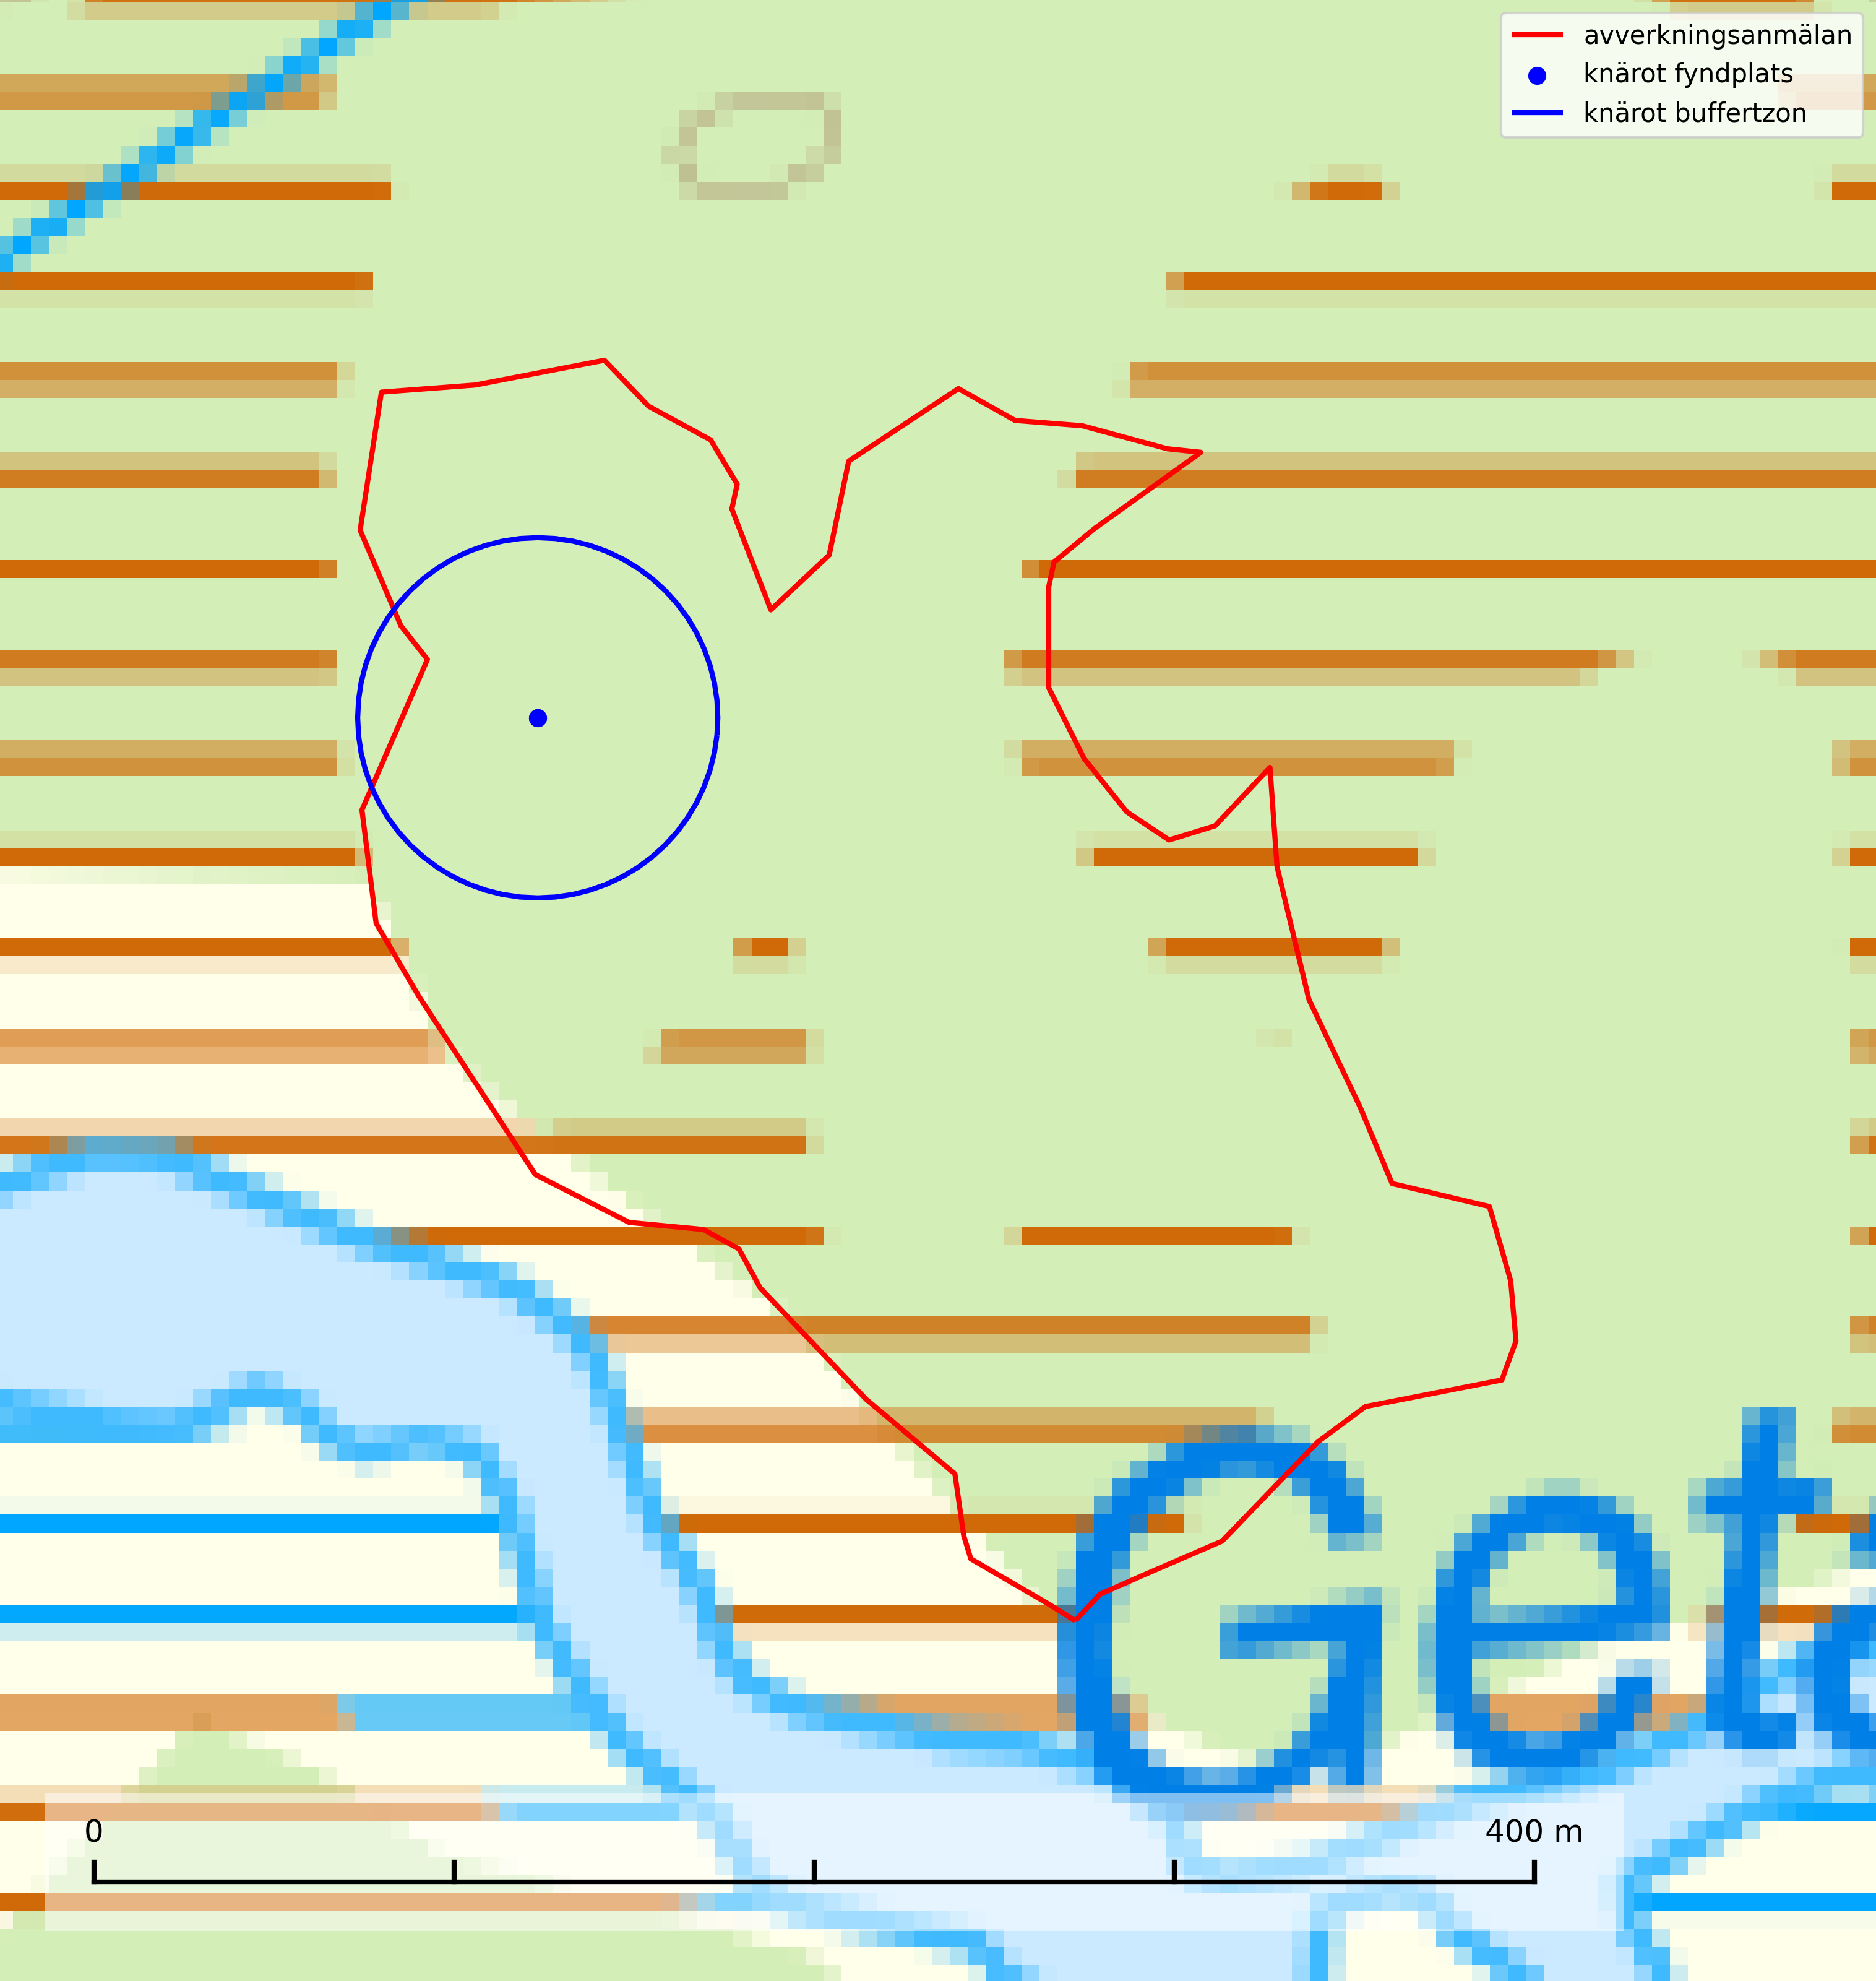 avverkningsanmälan
knärot fyndplats
knärot buffertzon
Get
0
400 m